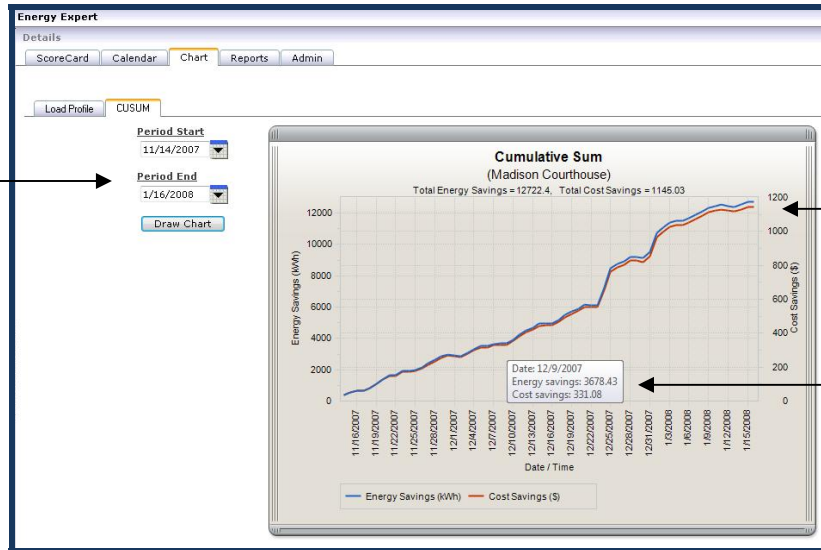 Energy Expert
Details
ScoreCard Calendar Chart Reports Admin
Load Profile CUSUM
Period Start
11/14/2007
Period End
1/16/2008
Draw Chart
Cumulative Sum
(Madison Courthouse)
Total Energy Savings = 12722.4, Total Cost Savings = 1145.03
Energy Savings (kWh)
12000
10000
8000
6000
4000
2000
0
1200
1000
800
600
400
200
0
Cost Savings ($)
Date: 12/9/2007
Energy savings: 3678.43
Cost savings: 331.08
11/16/2007
11/19/2007
11/22/2007
11/25/2007
11/28/2007
12/1/2007
12/4/2007
12/7/2007
12/10/2007
12/13/2007
12/16/2007
12/19/2007
12/22/2007
12/25/2007
12/28/2007
12/31/2007
1/3/2008
1/6/2008
1/9/2008
1/12/2008
1/15/2008
Date / Time
Energy Savings (kWh) Cost Savings ($)